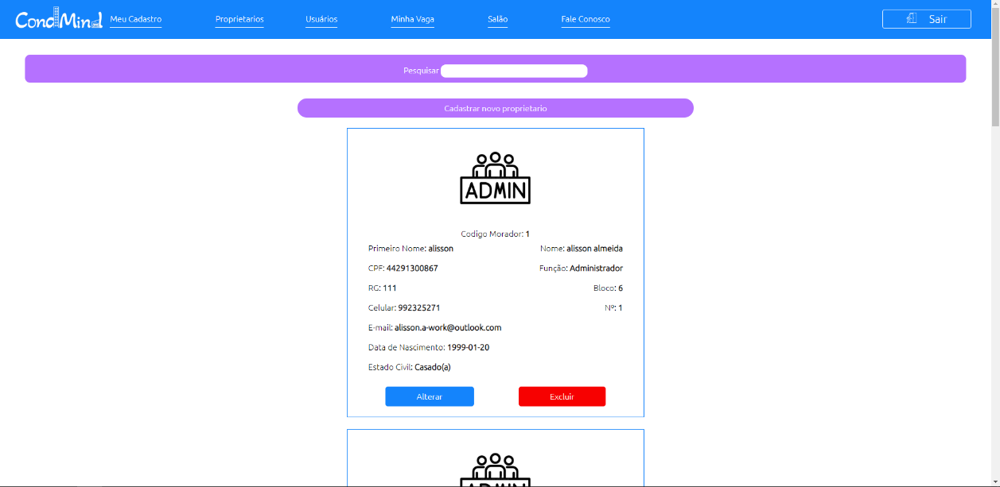 CondMind Meu Cadastro Proprietarios Usuários Minha Vaga Salão Fale Conosco Sair
Pesquisar
Cadastrar novo proprietario
ADMIN
Codigo Morador: 1
Primeiro Nome: alisson Nome: alisson almeida
CPF: 44291300867 Função: Administrador
RG: 111 Bloco: 6
Celular: 992325271 Nº: 1
E-mail: alisson.a-work@outlook.com
Data de Nascimento: 1999-01-20
Estado Civil: Casado(a)
Alterar Excluir
ADMIN